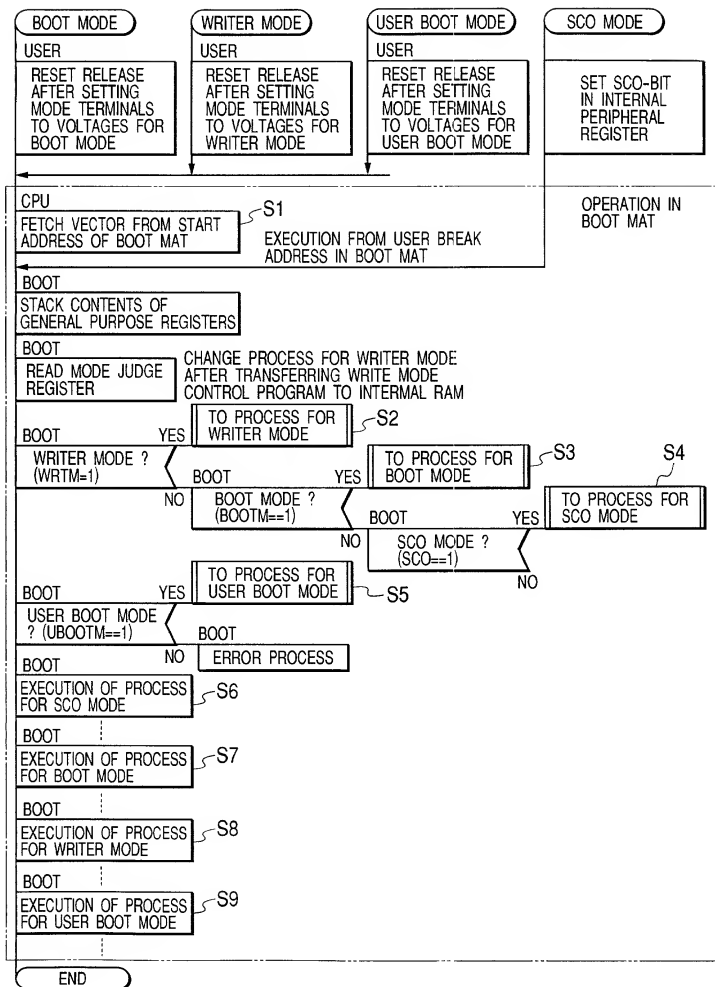 BOOT MODE
WRITER MODE
USER BOOT MODE
SCO MODE
USER
RESET RELEASE
AFTER SETTING
MODE TERMINALS
TO VOLTAGES FOR
BOOT MODE
USER
RESET RELEASE
AFTER SETTING
MODE TERMINALS
TO VOLTAGES FOR
WRITER MODE
USER
RESET RELEASE
AFTER SETTING
MODE TERMINALS
TO VOLTAGES FOR
USER BOOT MODE
SET SCO-BIT
IN INTERNAL
PERIPHERAL
REGISTER
OPERATION IN
BOOT MAT
CPU
FETCH VECTOR FROM START
ADDRESS OF BOOT MAT
S1
EXECUTION FROM USER BREAK
ADDRESS IN BOOT MAT
BOOT
STACK CONTENTS OF
GENERAL PURPOSE REGISTERS
BOOT
READ MODE JUDGE
REGISTER
CHANGE PROCESS FOR WRITER MODE
AFTER TRANSFERRING WRITE MODE
CONTROL PROGRAM TO INTERMAL RAM
BOOT
YES
TO PROCESS FOR
WRITER MODE
S2
WRITER MODE ?
(WRTM=1)
NO
BOOT
YES
TO PROCESS FOR
BOOT MODE
S3
BOOT MODE ?
(BOOTM==1)
NO
BOOT
YES
TO PROCESS FOR
SCO MODE
S4
SCO MODE ?
(SCO==1)
NO
BOOT
YES
TO PROCESS FOR
USER BOOT MODE
S5
USER BOOT MODE
? (UBOOTM==1)
NO
BOOT
ERROR PROCESS
BOOT
EXECUTION OF PROCESS
FOR SCO MODE
S6
BOOT
EXECUTION OF PROCESS
FOR BOOT MODE
S7
BOOT
EXECUTION OF PROCESS
FOR WRITER MODE
S8
BOOT
EXECUTION OF PROCESS
FOR USER BOOT MODE
S9
END